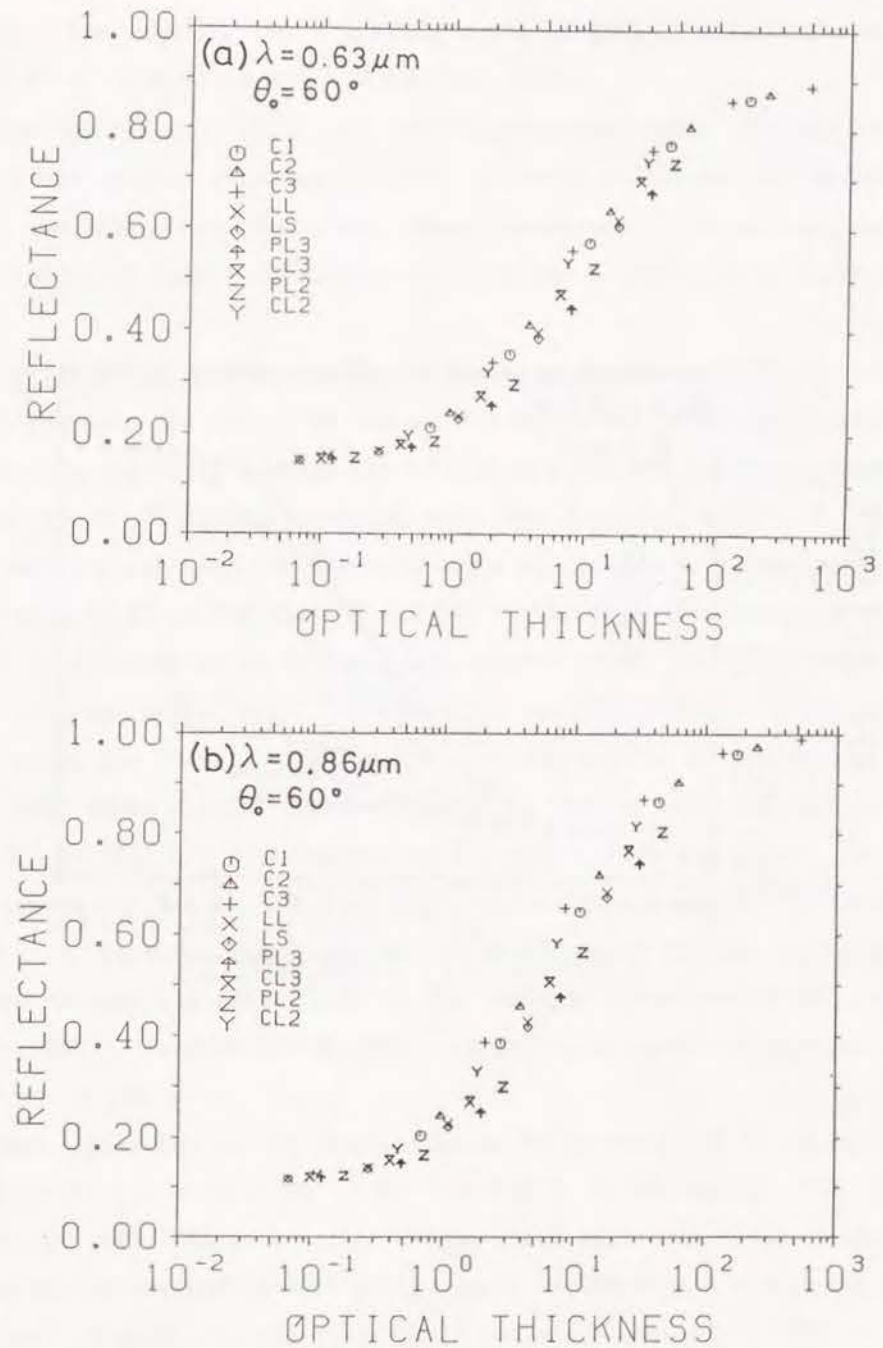 1.00
(a) λ=0.63μm
θ₀=60°
0.80
C1
C2
C3
LL
LS
PL3
CL3
PL2
CL2
0.60
0.40
0.20
0.00
REFLECTANCE
10⁻² 10⁻¹ 10⁰ 10¹ 10² 10³
OPTICAL THICKNESS
1.00
(b) λ=0.86μm
θ₀=60°
0.80
C1
C2
C3
LL
LS
PL3
CL3
PL2
CL2
0.60
0.40
0.20
0.00
REFLECTANCE
10⁻² 10⁻¹ 10⁰ 10¹ 10² 10³
OPTICAL THICKNESS